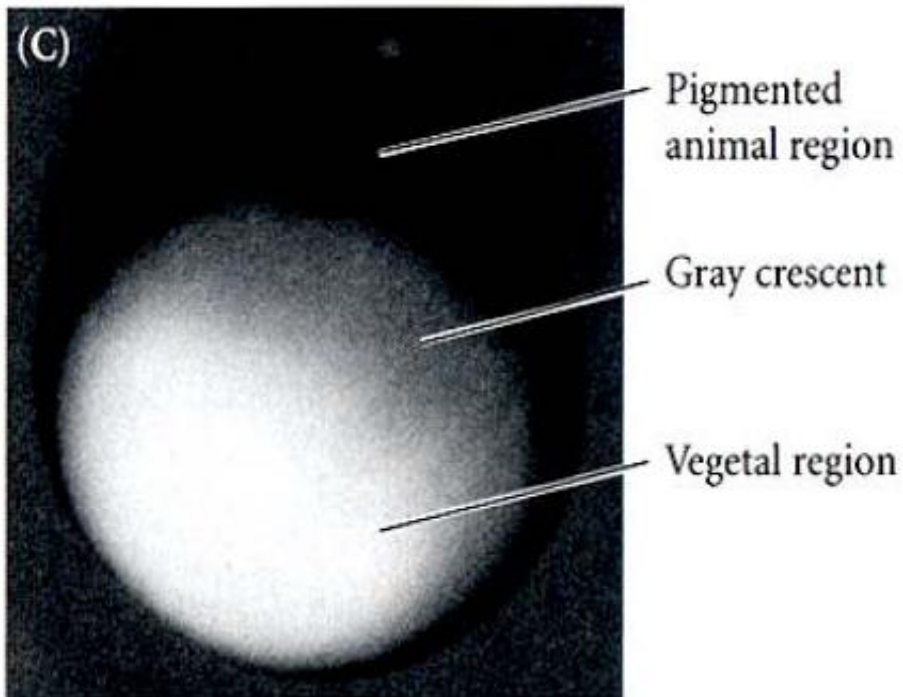 (C)
Pigmented
animal region
Gray crescent
Vegetal region